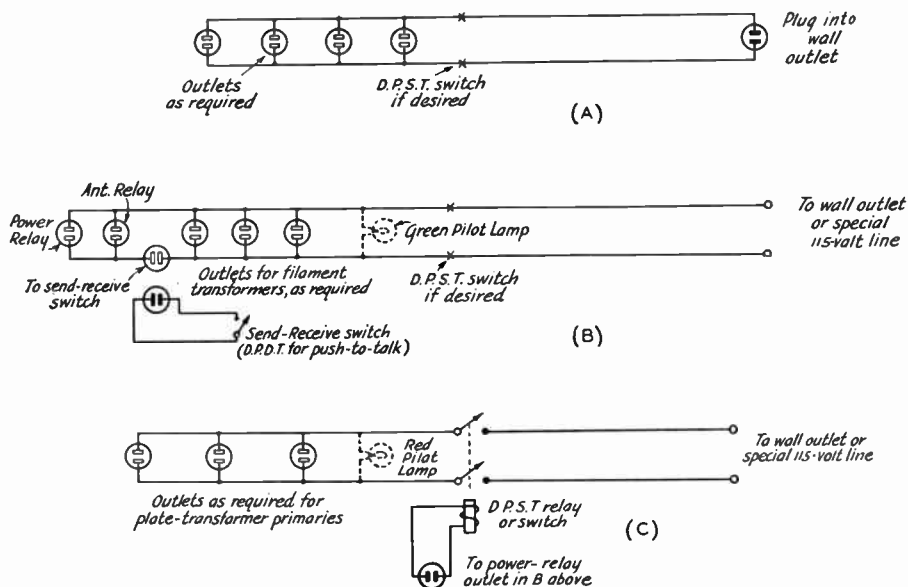 Plug into
wall
outlet
Outlets
as required
D.P.S.T. switch
if desired
(A)
Ant. Relay
Power
Relay
Green Pilot Lamp
To wall outlet
or special
115-volt line
To send-receive
switch
Outlets for filament
transformers, as required
D.P.S.T. switch
if desired
Send-Receive switch
(D.P.D.T. for push-to-talk)
(B)
Red
Pilot
Lamp
To wall outlet or
special 115-volt line
Outlets as required for
plate-transformer primaries
D.P.S.T relay
or switch
(C)
To power-relay
outlet in B above